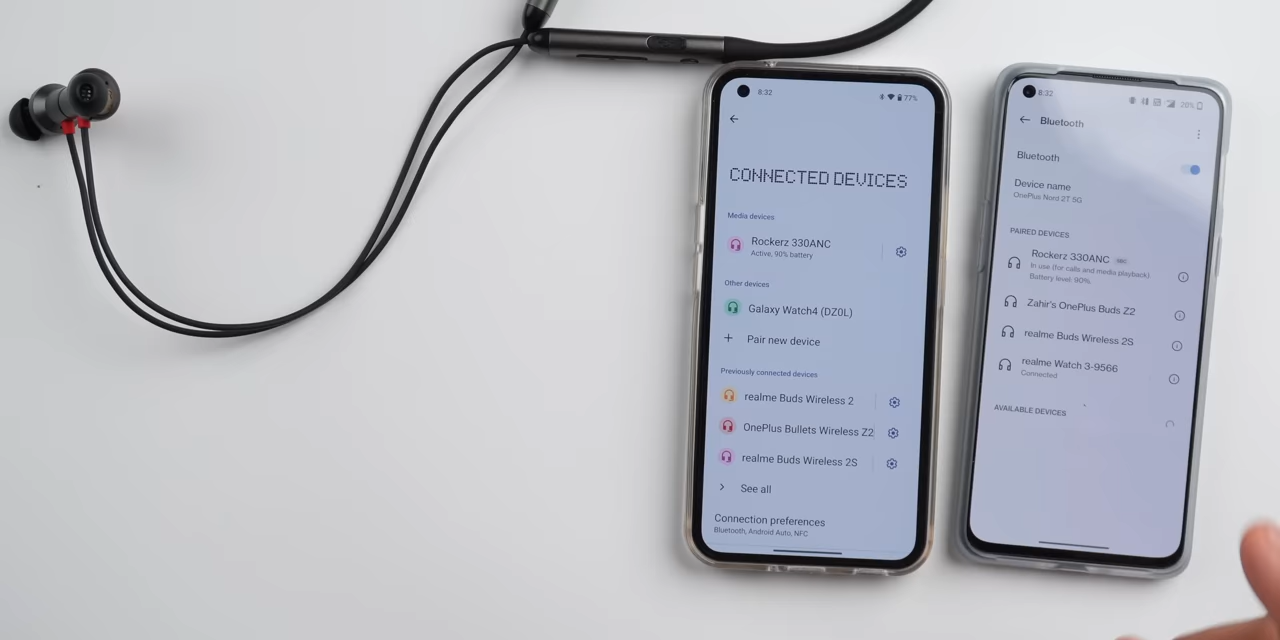 8:32
77%
CONNECTED DEVICES
Media devices
Rockerz 330ANC
Active, 90% battery
Other devices
Galaxy Watch4 (DZ0L)
Pair new device
Previously connected devices
realme Buds Wireless 2
OnePlus Bullets Wireless Z2
realme Buds Wireless 2S
See all
Connection preferences
Bluetooth, Android Auto, NFC
8:32
20%
Bluetooth
Bluetooth
Device name
OnePlus Nord 2T 5G
PAIRED DEVICES
Rockerz 330ANC
In use (for calls and media playback)
Battery level: 90%.
Zahir's OnePlus Buds Z2
realme Buds Wireless 2S
realme Watch 3-9566
Connected
AVAILABLE DEVICES